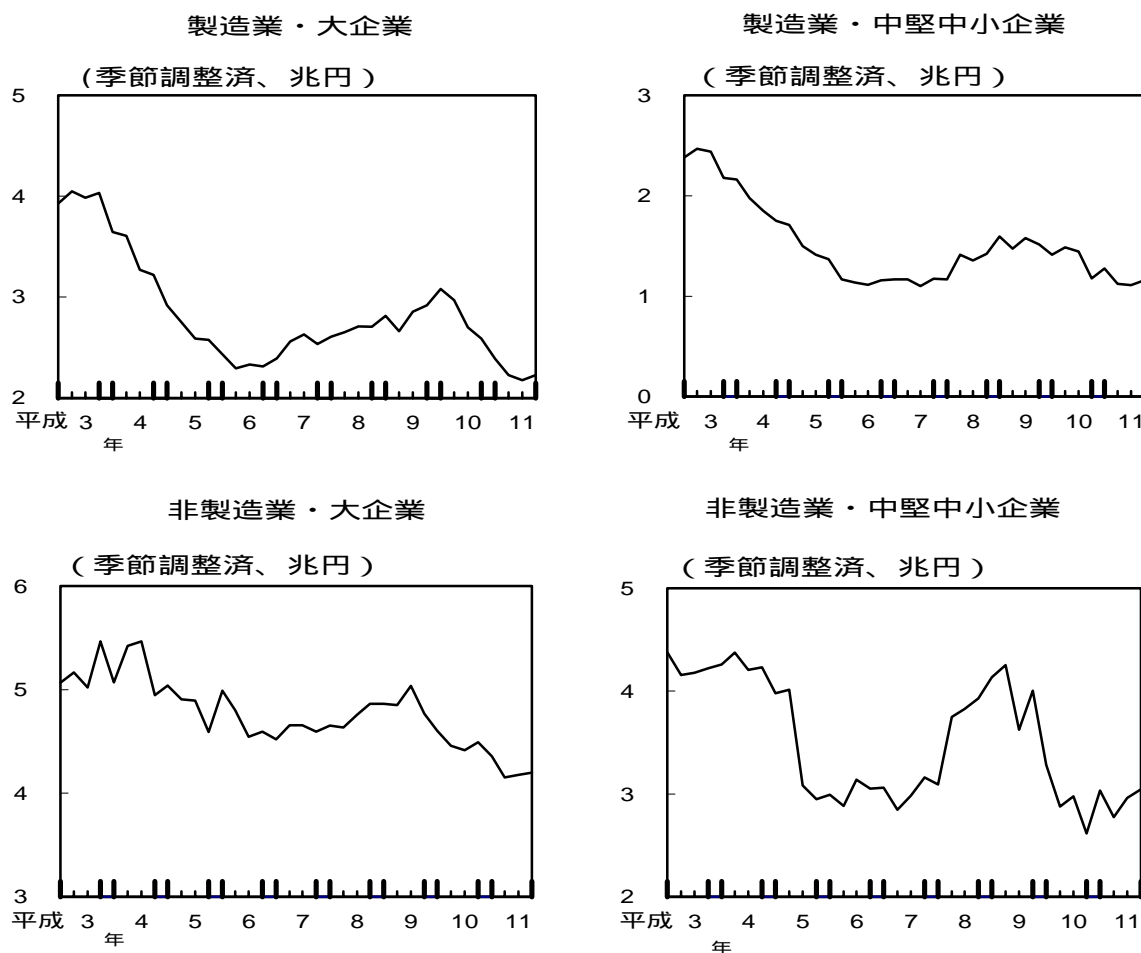 製造業・大企業
(季節調整済、兆円)
5
4
3
2
平成 3 4 5 6 7 8 9 10 11
年
製造業・中堅中小企業
(季節調整済、兆円)
3
2
1
0
平成 3 4 5 6 7 8 9 10 11
年
非製造業・大企業
(季節調整済、兆円)
6
5
4
3
平成 3 4 5 6 7 8 9 10 11
年
非製造業・中堅中小企業
(季節調整済、兆円)
5
4
3
2
平成 3 4 5 6 7 8 9 10 11
年